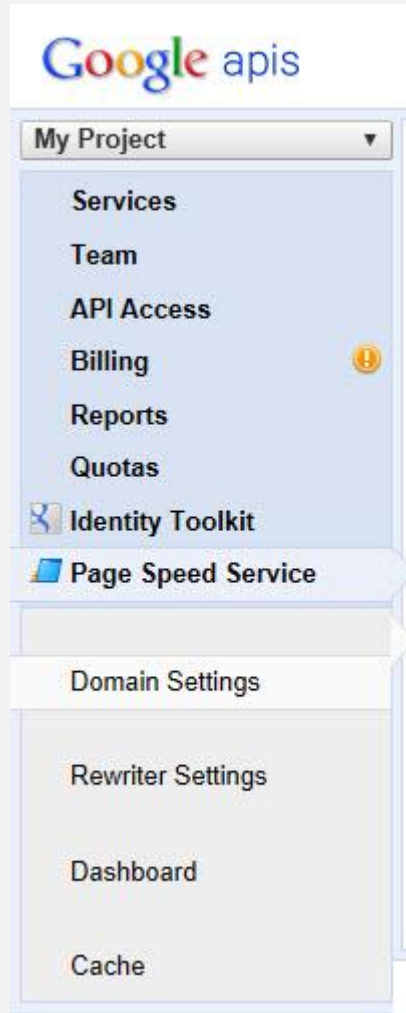 Google apis
My Project
Services
Team
API Access
Billing
Reports
Quotas
Identity Toolkit
Page Speed Service
Domain Settings
Rewriter Settings
Dashboard
Cache